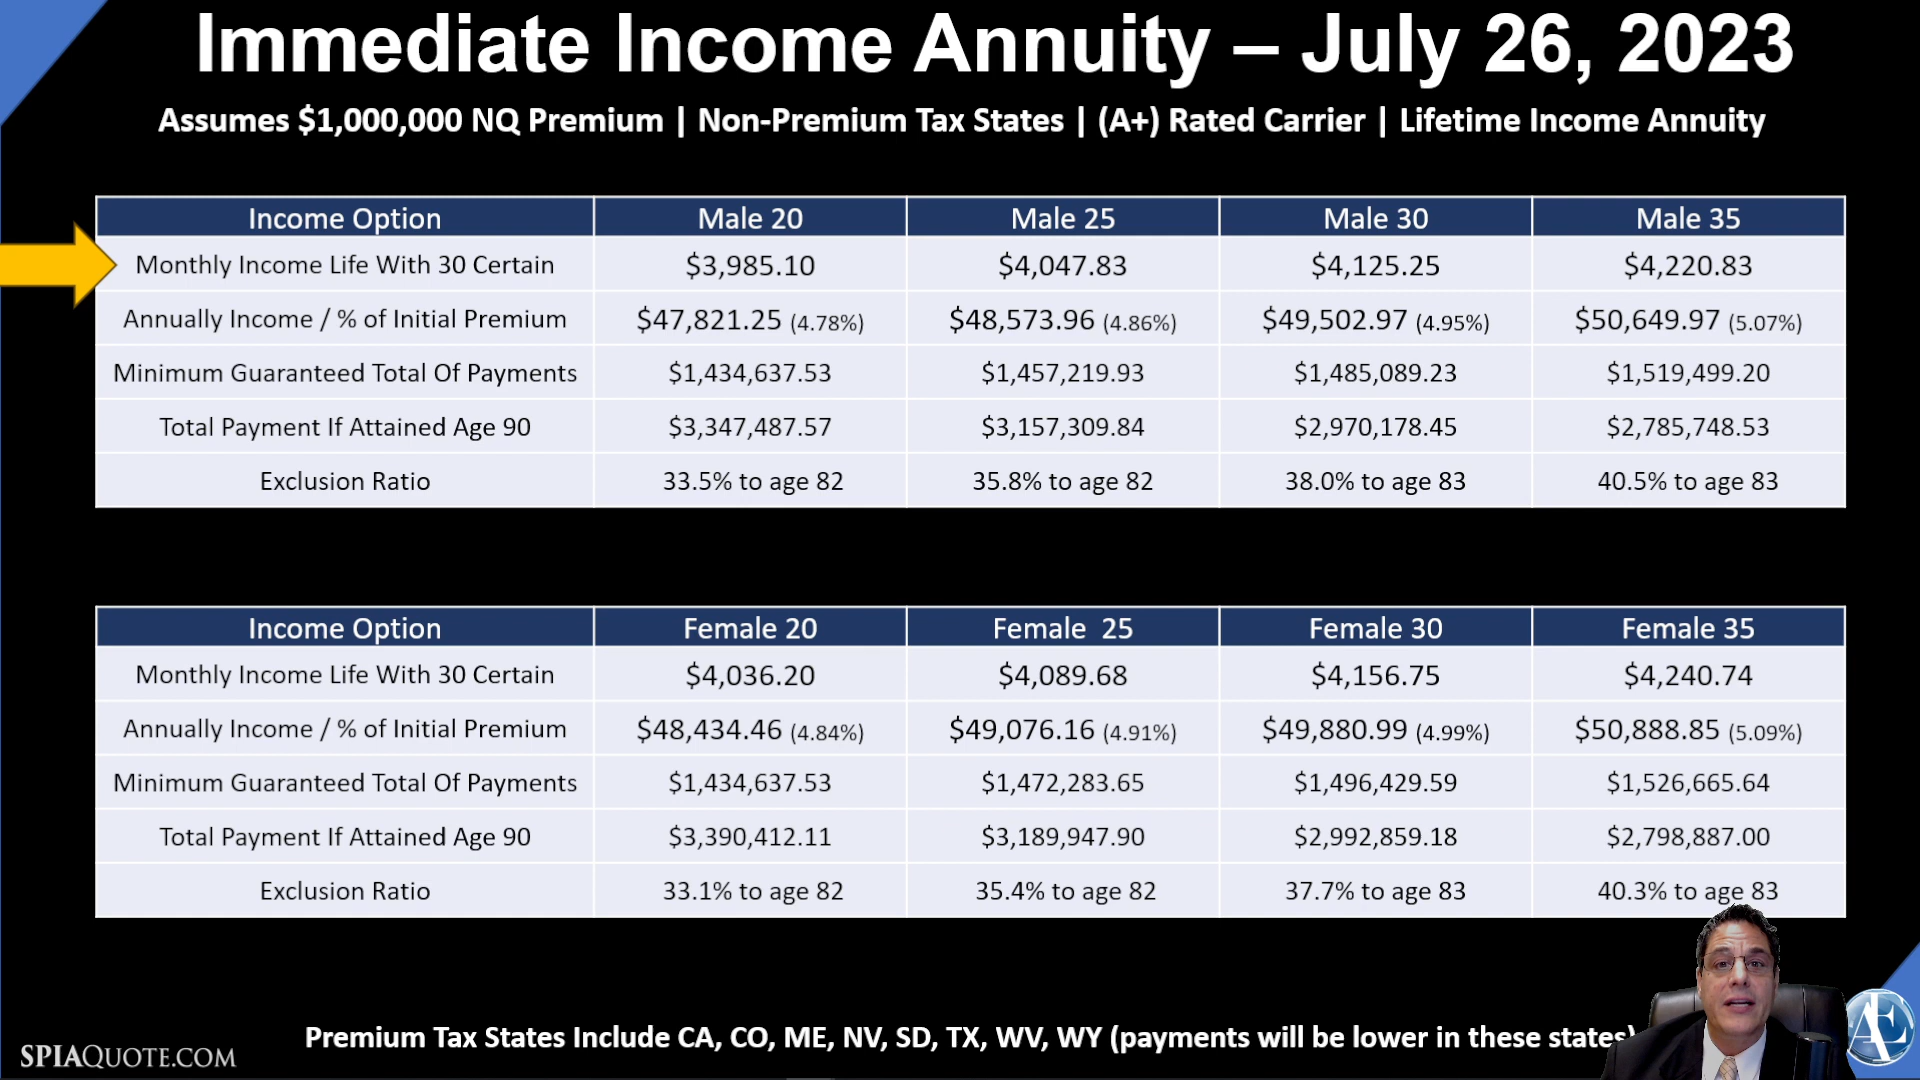 Immediate Income Annuity – July 26, 2023
Assumes $1,000,000 NQ Premium | Non-Premium Tax States | (A+) Rated Carrier | Lifetime Income Annuity
Income Option Male 20 Male 25 Male 30 Male 35
Monthly Income Life With 30 Certain $3,985.10 $4,047.83 $4,125.25 $4,220.83
Annually Income / % of Initial Premium $47,821.25 (4.78%) $48,573.96 (4.86%) $49,502.97 (4.95%) $50,649.97 (5.07%)
Minimum Guaranteed Total Of Payments $1,434,637.53 $1,457,219.93 $1,485,089.23 $1,519,499.20
Total Payment If Attained Age 90 $3,347,487.57 $3,157,309.84 $2,970,178.45 $2,785,748.53
Exclusion Ratio 33.5% to age 82 35.8% to age 82 38.0% to age 83 40.5% to age 83
Income Option Female 20 Female 25 Female 30 Female 35
Monthly Income Life With 30 Certain $4,036.20 $4,089.68 $4,156.75 $4,240.74
Annually Income / % of Initial Premium $48,434.46 (4.84%) $49,076.16 (4.91%) $49,880.99 (4.99%) $50,888.85 (5.09%)
Minimum Guaranteed Total Of Payments $1,434,637.53 $1,472,283.65 $1,496,429.59 $1,526,665.64
Total Payment If Attained Age 90 $3,390,412.11 $3,189,947.90 $2,992,859.18 $2,798,887.00
Exclusion Ratio 33.1% to age 82 35.4% to age 82 37.7% to age 83 40.3% to age 83
Premium Tax States Include CA, CO, ME, NV, SD, TX, WV, WY (payments will be lower in these states)
SPIAQUOTE.COM
AE